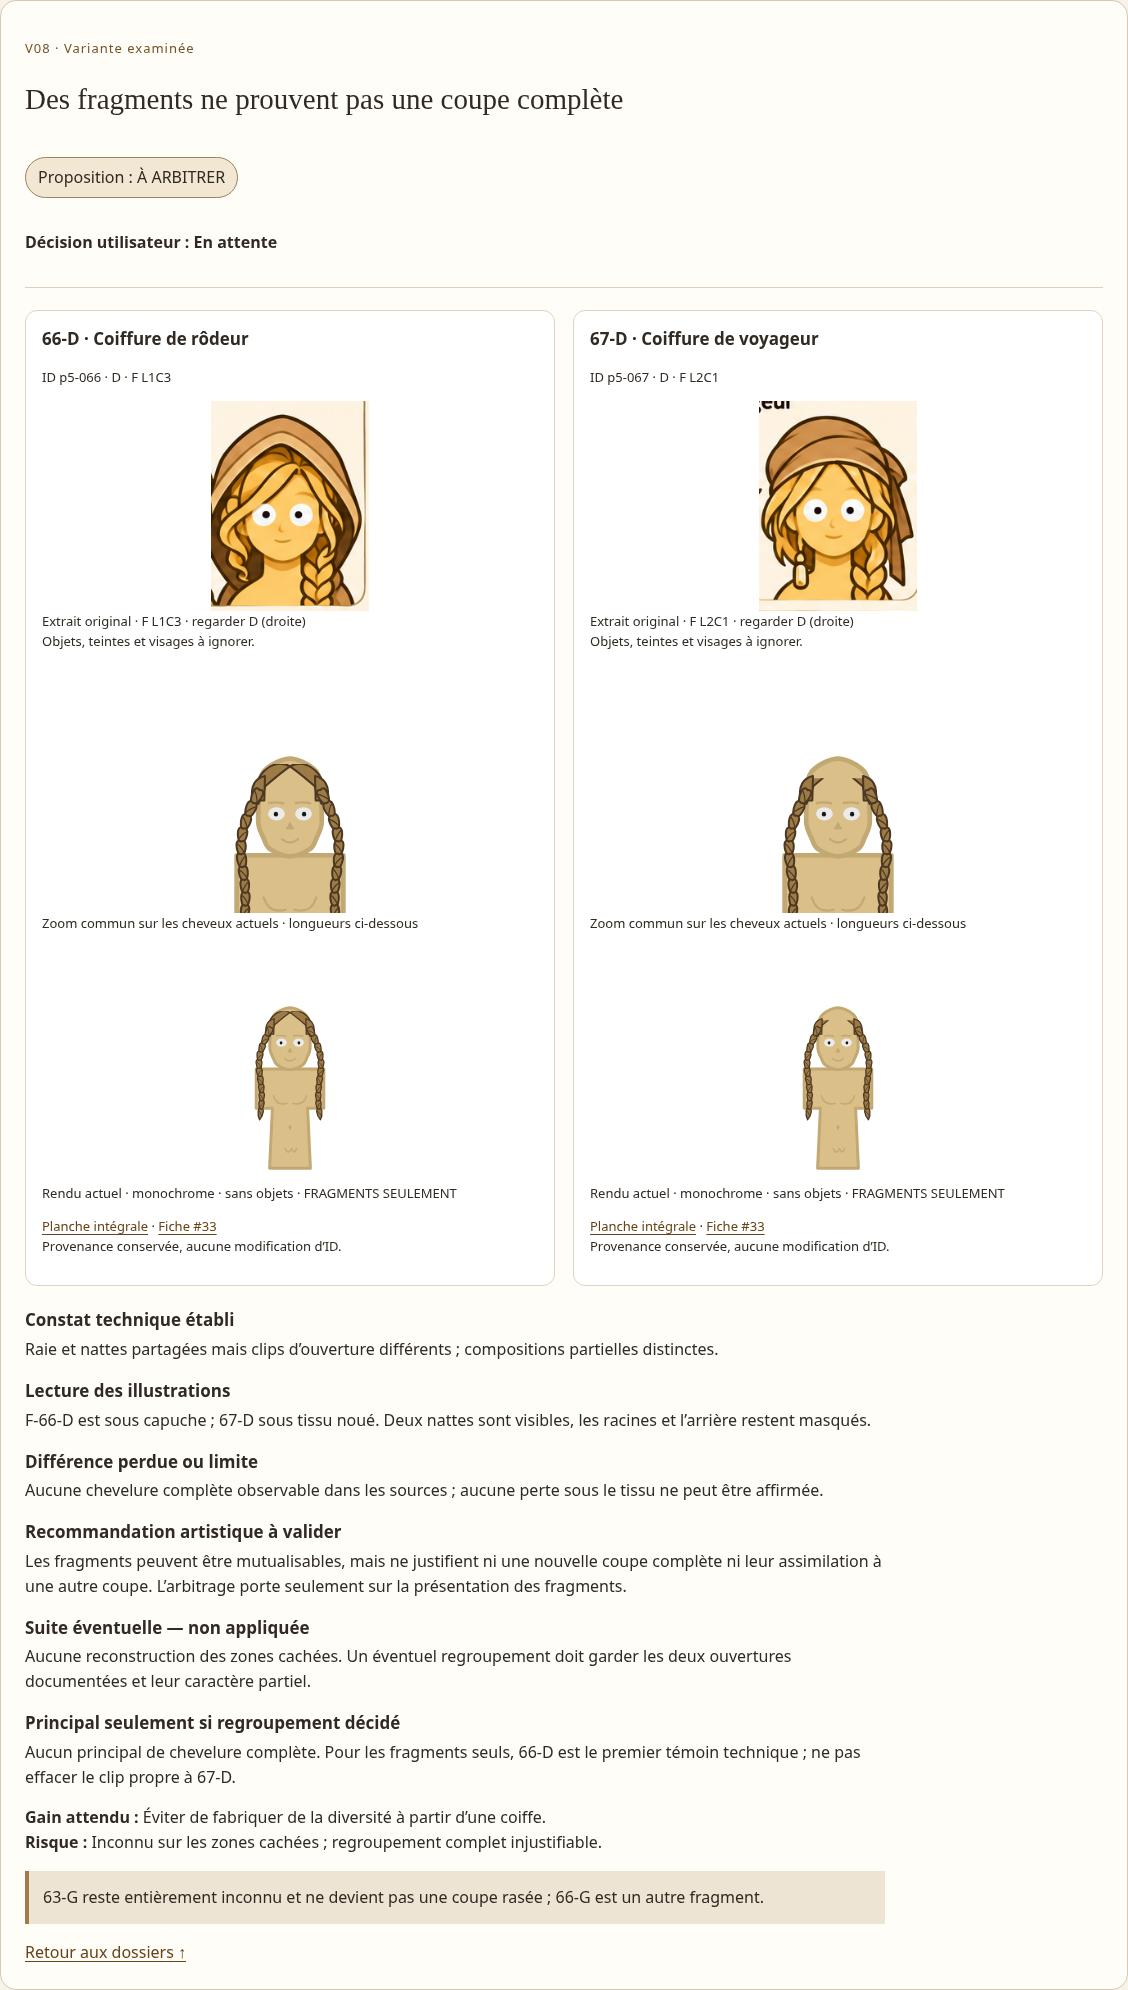 V08 · Variante examinée
Des fragments ne prouvent pas une coupe complète
Proposition : À ARBITRER
Décision utilisateur : En attente
66-D · Coiffure de rôdeur
ID p5-066 · D · F L1C3
Extrait original · F L1C3 · regarder D (droite)
Objets, teintes et visages à ignorer.
Zoom commun sur les cheveux actuels · longueurs ci-dessous
Rendu actuel · monochrome · sans objets · FRAGMENTS SEULEMENT
Planche intégrale · Fiche #33
Provenance conservée, aucune modification d’ID.
67-D · Coiffure de voyageur
ID p5-067 · D · F L2C1
Extrait original · F L2C1 · regarder D (droite)
Objets, teintes et visages à ignorer.
Zoom commun sur les cheveux actuels · longueurs ci-dessous
Rendu actuel · monochrome · sans objets · FRAGMENTS SEULEMENT
Planche intégrale · Fiche #33
Provenance conservée, aucune modification d’ID.
Constat technique établi
Raie et nattes partagées mais clips d’ouverture différents ; compositions partielles distinctes.
Lecture des illustrations
F-66-D est sous capuche ; 67-D sous tissu noué. Deux nattes sont visibles, les racines et l’arrière restent masqués.
Différence perdue ou limite
Aucune chevelure complète observable dans les sources ; aucune perte sous le tissu ne peut être affirmée.
Recommandation artistique à valider
Les fragments peuvent être mutualisables, mais ne justifient ni une nouvelle coupe complète ni leur assimilation à
une autre coupe. L’arbitrage porte seulement sur la présentation des fragments.
Suite éventuelle — non appliquée
Aucune reconstruction des zones cachées. Un éventuel regroupement doit garder les deux ouvertures
documentées et leur caractère partiel.
Principal seulement si regroupement décidé
Aucun principal de chevelure complète. Pour les fragments seuls, 66-D est le premier témoin technique ; ne pas
effacer le clip propre à 67-D.
Gain attendu : Éviter de fabriquer de la diversité à partir d’une coiffe.
Risque : Inconnu sur les zones cachées ; regroupement complet injustifiable.
63-G reste entièrement inconnu et ne devient pas une coupe rasée ; 66-G est un autre fragment.
Retour aux dossiers ↑